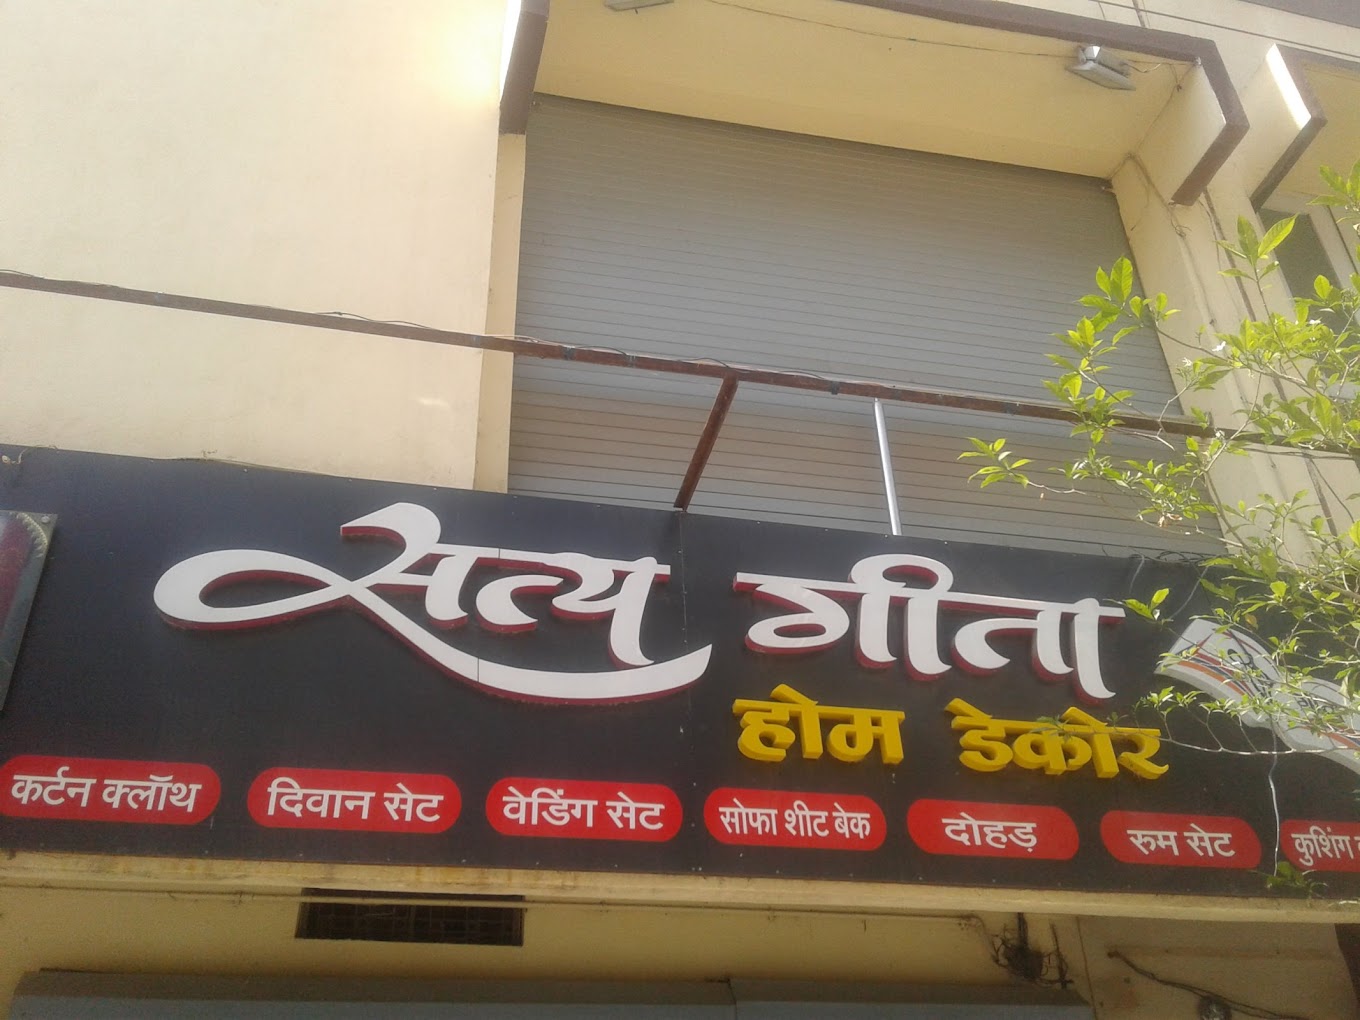 सत्य गीता
होम डेकोर
कर्टन क्लॉथ दिवान सेट वेडिंग सेट सोफा शीट बेक दोहड़ रूम सेट कुशिंग